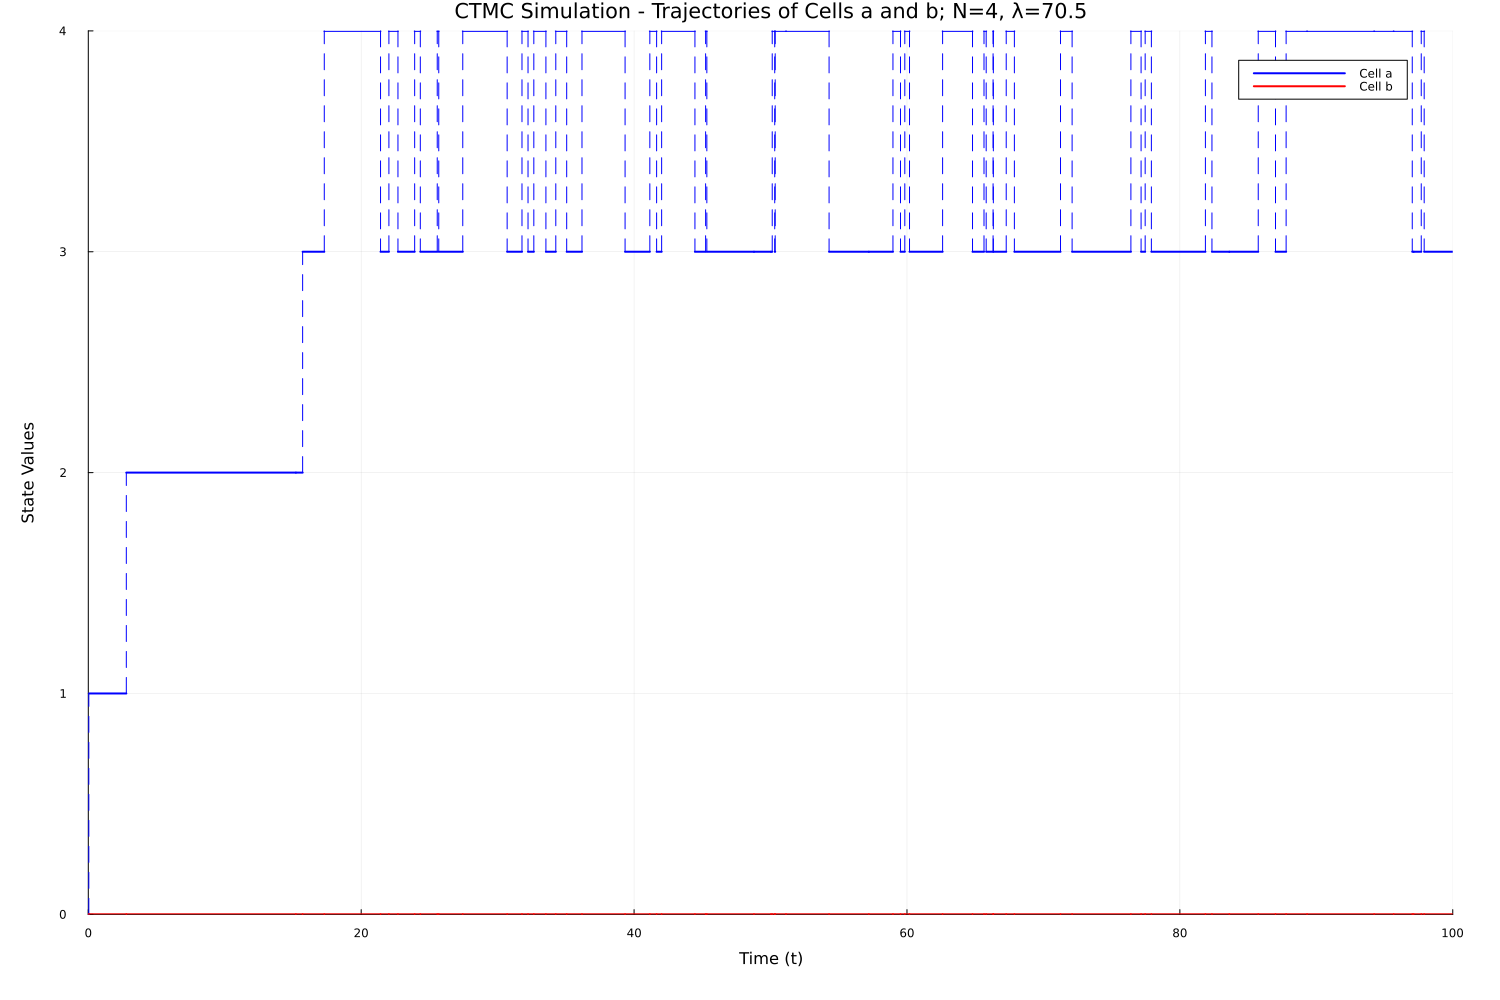 CTMC Simulation - Trajectories of Cells a and b; N=4, λ=70.5
4
Cell a
Cell b
3
State Values
2
1
0
0 20 40 60 80 100
Time (t)